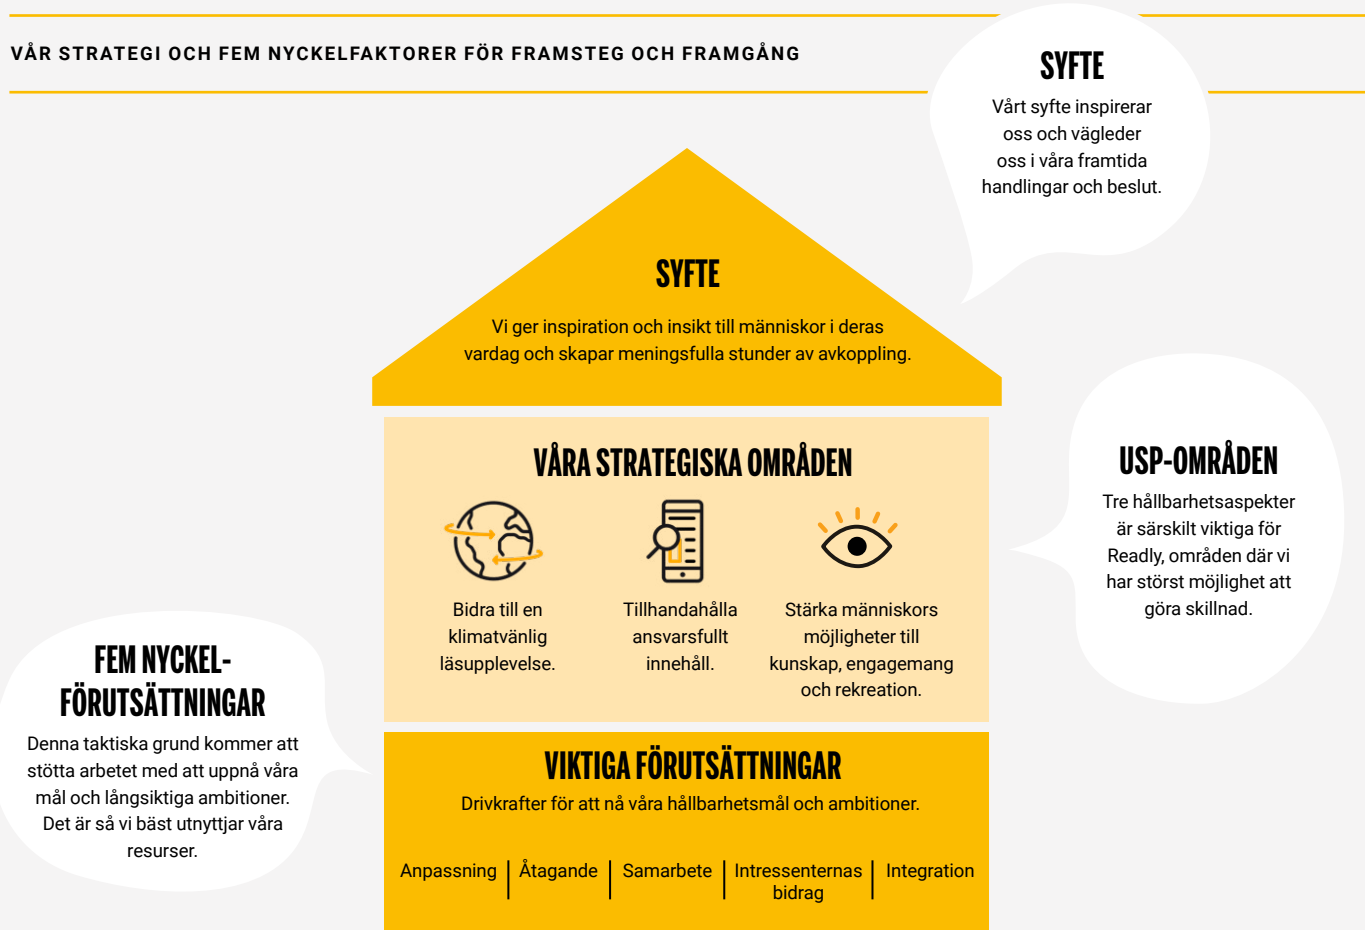 VÅR STRATEGI OCH FEM NYCKELFAKTORER FÖR FRAMSTEG OCH FRAMGÅNG
SYFTE
Vårt syfte inspirerar
oss och vägleder
oss i våra framtida
handlingar och beslut.
SYFTE
Vi ger inspiration och insikt till människor i deras
vardag och skapar meningsfulla stunder av avkoppling.
VÅRA STRATEGISKA OMRÅDEN
Bidra till en
klimatvänlig
läsupplevelse.
Tillhandahålla
ansvarsfullt
innehåll.
Stärka människors
möjligheter till
kunskap, engagemang
och rekreation.
USP-OMRÅDEN
Tre hållbarhetsaspekter
är särskilt viktiga för
Readly, områden där vi
har störst möjlighet att
göra skillnad.
FEM NYCKEL-
FÖRUTSÄTTNINGAR
Denna taktiska grund kommer att
stötta arbetet med att uppnå våra
mål och långsiktiga ambitioner.
Det är så vi bäst utnyttjar våra
resurser.
VIKTIGA FÖRUTSÄTTNINGAR
Drivkrafter för att nå våra hållbarhetsmål och ambitioner.
Anpassning
Åtagande
Samarbete
Intressenternas
bidrag
Integration